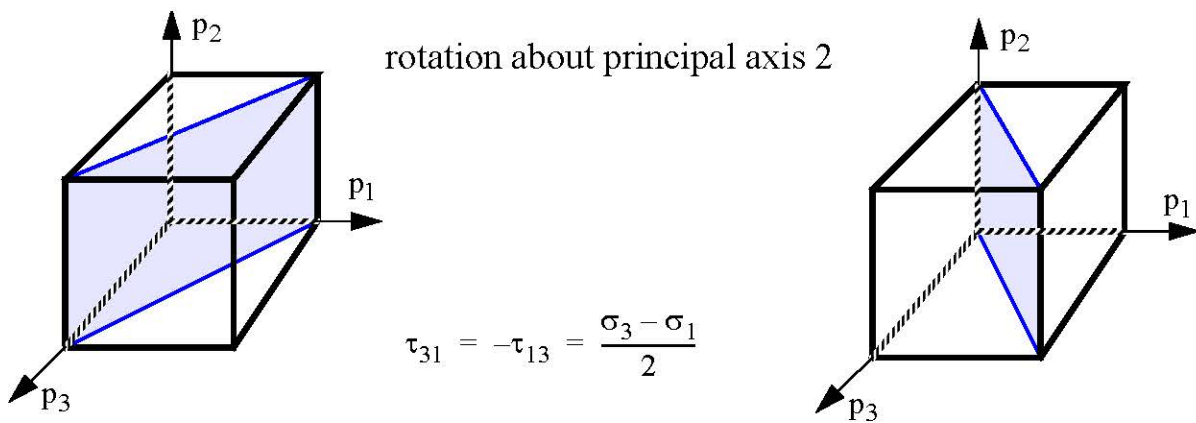 p₂
rotation about principal axis 2
p₂
p₁
p₁
τ₃₁ = −τ₁₃ = (σ₃ − σ₁)/2
p₃
p₃